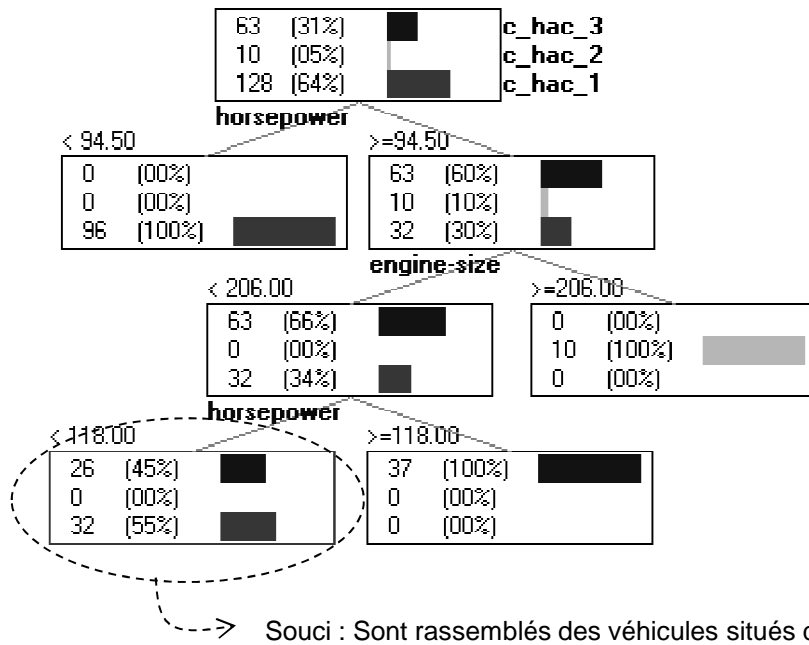 63 (31%) c_hac_3
10 (05%) c_hac_2
128 (64%) c_hac_1
horsepower
< 94.50 >=94.50
0 (00%) 63 (60%)
0 (00%) 10 (10%)
96 (100%) 32 (30%)
engine-size
< 206.00 >=206.00
63 (66%) 0 (00%)
0 (00%) 10 (100%)
32 (34%) 0 (00%)
horsepower
< 118.00 >=118.00
26 (45%) 37 (100%)
0 (00%) 0 (00%)
32 (55%) 0 (00%)
Souci : Sont rassemblés des véhicules situés